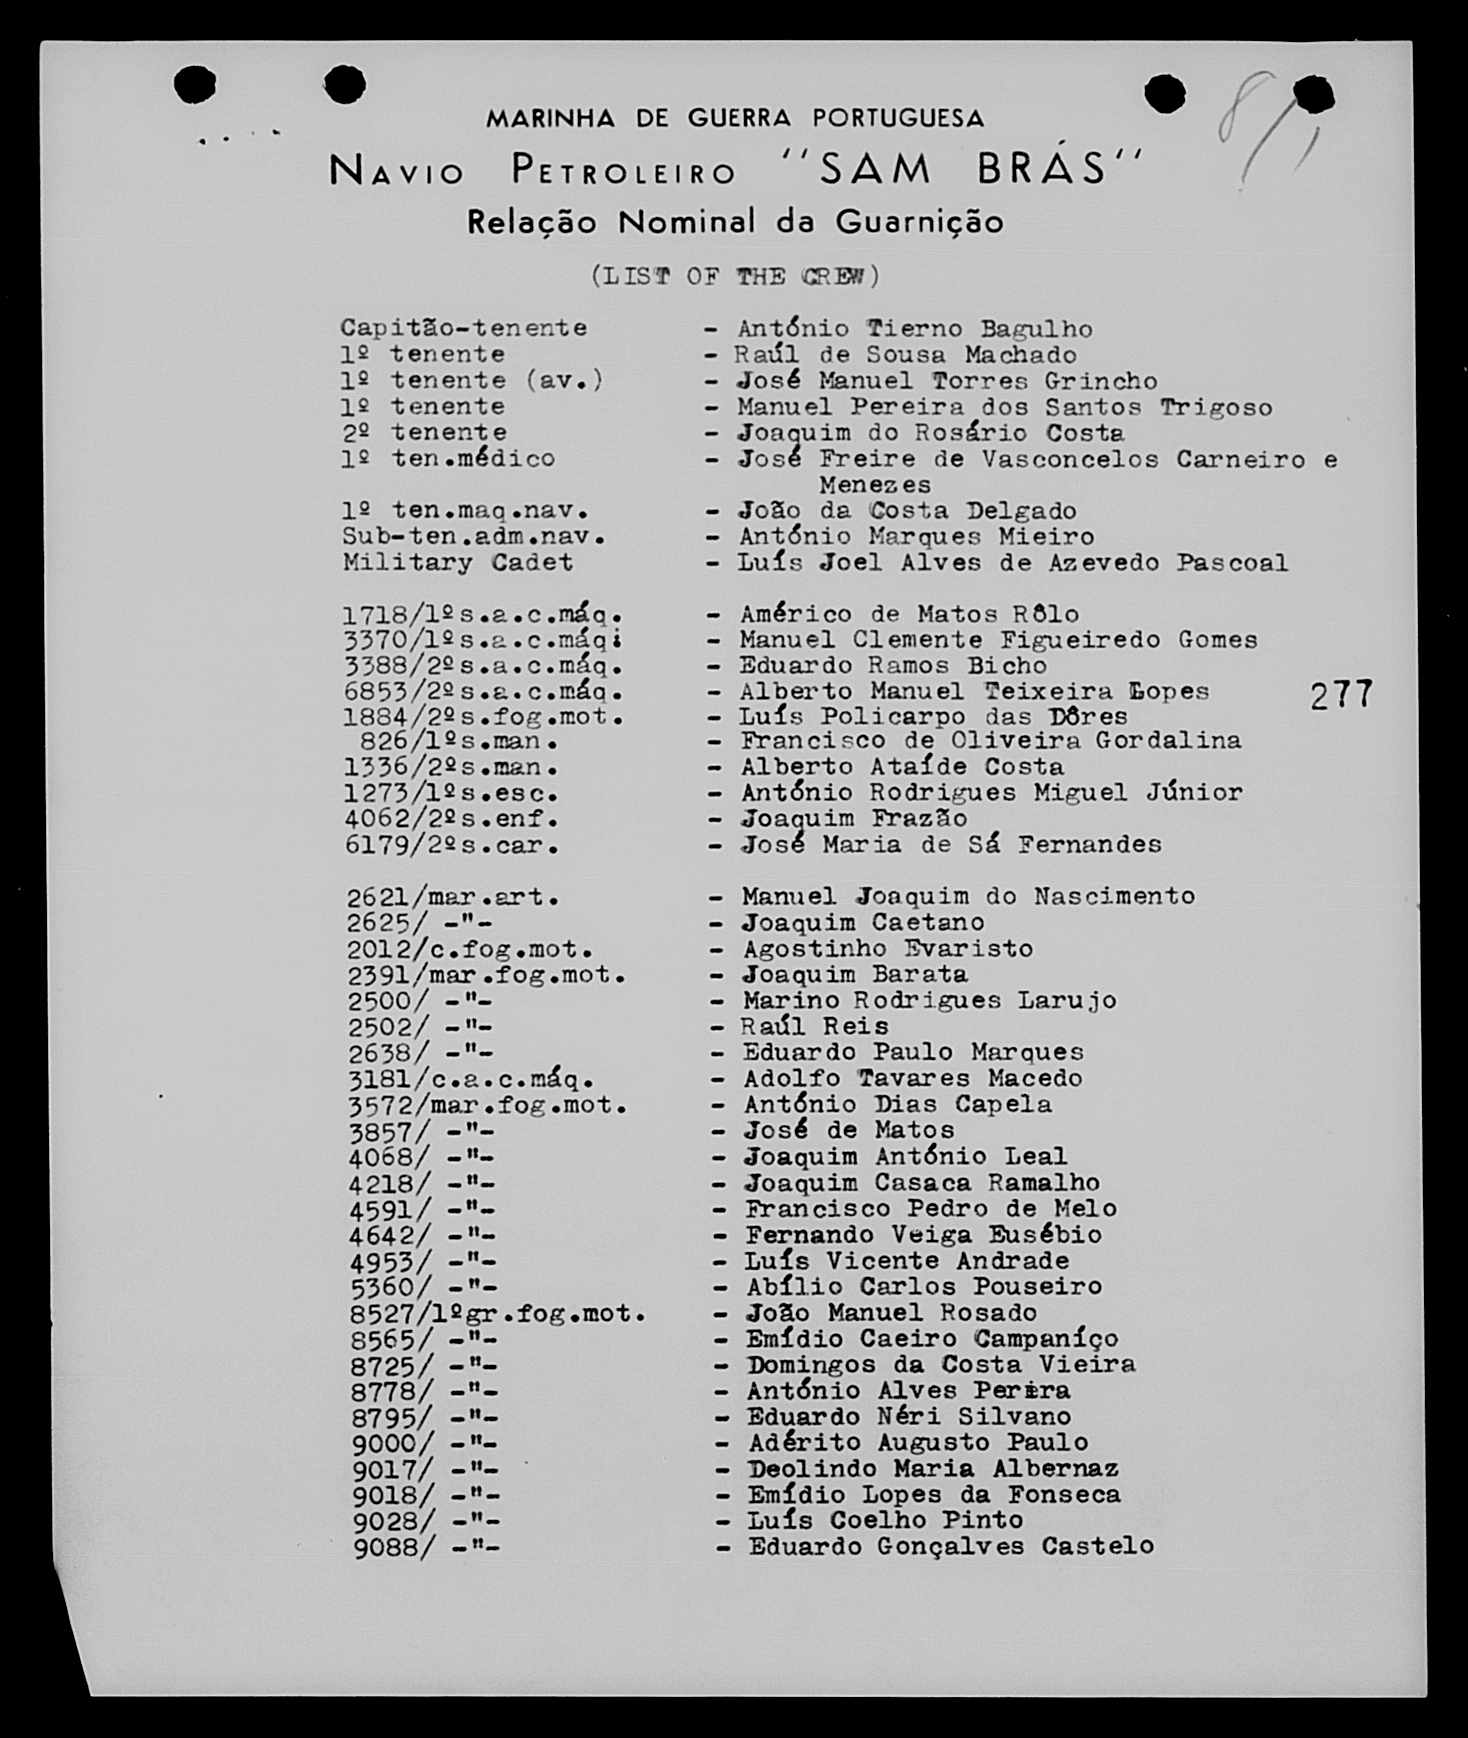 8/1
MARINHA DE GUERRA PORTUGUESA
NAVIO PETROLEIRO "SAM BRÁS"
Relação Nominal da Guarnição
(LIST OF THE CREW)
Capitão-tenente - António Tierno Bagulho
1º tenente - Raúl de Sousa Machado
1º tenente (av.) - José Manuel Torres Grincho
1º tenente - Manuel Pereira dos Santos Trigoso
2º tenente - Joaquim do Rosário Costa
1º ten.médico - José Freire de Vasconcelos Carneiro e
Menezes
1º ten.maq.nav. - João da Costa Delgado
Sub-ten.adm.nav. - António Marques Mieiro
Military Cadet - Luís Joel Alves de Azevedo Pascoal
1718/1ºs.a.c.máq. - Américo de Matos Rôlo
3370/1ºs.a.c.máq; - Manuel Clemente Figueiredo Gomes
3388/2ºs.a.c.máq. - Eduardo Ramos Bicho
6853/2ºs.a.c.máq. - Alberto Manuel Teixeira Lopes
277
1884/2ºs.fog.mot. - Luís Policarpo das Dôres
826/1ºs.man. - Francisco de Oliveira Gordalina
1336/2ºs.man. - Alberto Ataíde Costa
1273/1ºs.esc. - António Rodrigues Miguel Júnior
4062/2ºs.enf. - Joaquim Frazão
6179/2ºs.car. - José Maria de Sá Fernandes
2621/mar.art. - Manuel Joaquim do Nascimento
2625/ -"- - Joaquim Caetano
2012/c.fog.mot. - Agostinho Evaristo
2391/mar.fog.mot. - Joaquim Barata
2500/ -"- - Marino Rodrigues Larujo
2502/ -"- - Raúl Reis
2638/ -"- - Eduardo Paulo Marques
3181/c.a.c.máq. - Adolfo Tavares Macedo
3572/mar.fog.mot. - António Dias Capela
3857/ -"- - José de Matos
4068/ -"- - Joaquim António Leal
4218/ -"- - Joaquim Casaca Ramalho
4591/ -"- - Francisco Pedro de Melo
4642/ -"- - Fernando Veiga Eusébio
4953/ -"- - Luís Vicente Andrade
5360/ -"- - Abílio Carlos Pouseiro
8527/1ºgr.fog.mot. - João Manuel Rosado
8565/ -"- - Emídio Caeiro Campaníço
8725/ -"- - Domingos da Costa Vieira
8778/ -"- - António Alves Perira
8795/ -"- - Eduardo Néri Silvano
9000/ -"- - Adérito Augusto Paulo
9017/ -"- - Deolindo Maria Albernaz
9018/ -"- - Emídio Lopes da Fonseca
9028/ -"- - Luís Coelho Pinto
9088/ -"- - Eduardo Gonçalves Castelo